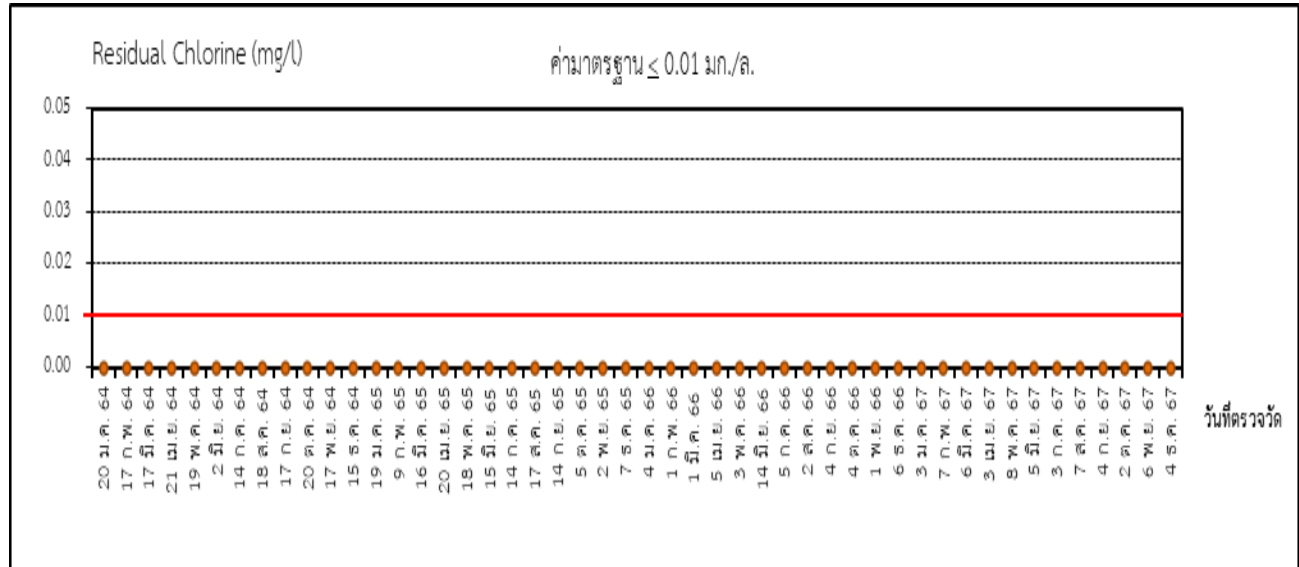 Residual Chlorine (mg/l)
ค่ามาตรฐาน ≤ 0.01 มก./ล.
0.05
0.04
0.03
0.02
0.01
0.00
20 ม.ค. 64
17 ก.พ. 64
17 มี.ค. 64
21 เม.ย. 64
19 พ.ค. 64
2 มิ.ย. 64
14 ก.ค. 64
18 ส.ค. 64
17 ก.ย. 64
20 ต.ค. 64
17 พ.ย. 64
15 ธ.ค. 64
19 ม.ค. 65
9 ก.พ. 65
16 มี.ค. 65
20 เม.ย. 65
18 พ.ค. 65
15 มิ.ย. 65
14 ก.ค. 65
17 ส.ค. 65
14 ก.ย. 65
5 ต.ค. 65
2 พ.ย. 65
7 ธ.ค. 65
4 ม.ค. 66
1 ก.พ. 66
1 มี.ค. 66
5 เม.ย. 66
3 พ.ค. 66
14 มิ.ย. 66
5 ก.ค. 66
2 ส.ค. 66
4 ก.ย. 66
4 ต.ค. 66
1 พ.ย. 66
6 ธ.ค. 66
3 ม.ค. 67
7 ก.พ. 67
6 มี.ค. 67
3 เม.ย. 67
8 พ.ค. 67
5 มิ.ย. 67
3 ก.ค. 67
7 ส.ค. 67
4 ก.ย. 67
2 ต.ค. 67
6 พ.ย. 67
4 ธ.ค. 67
วันที่ตรวจวัด